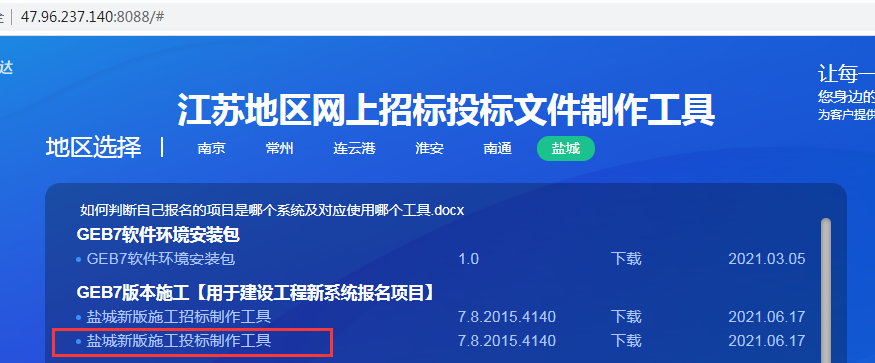 全 | 47.96.237.140:8088/#
达
让每一
您身边的
为客户提供
江苏地区网上招标投标文件制作工具
地区选择 南京 常州 连云港 淮安 南通 盐城
如何判断自己报名的项目是哪个系统及对应使用哪个工具.docx
GEB7软件环境安装包
GEB7软件环境安装包 1.0 下载 2021.03.05
GEB7版本施工【用于建设工程新系统报名项目】
盐城新版施工招标制作工具 7.8.2015.4140 下载 2021.06.17
盐城新版施工投标制作工具 7.8.2015.4140 下载 2021.06.17